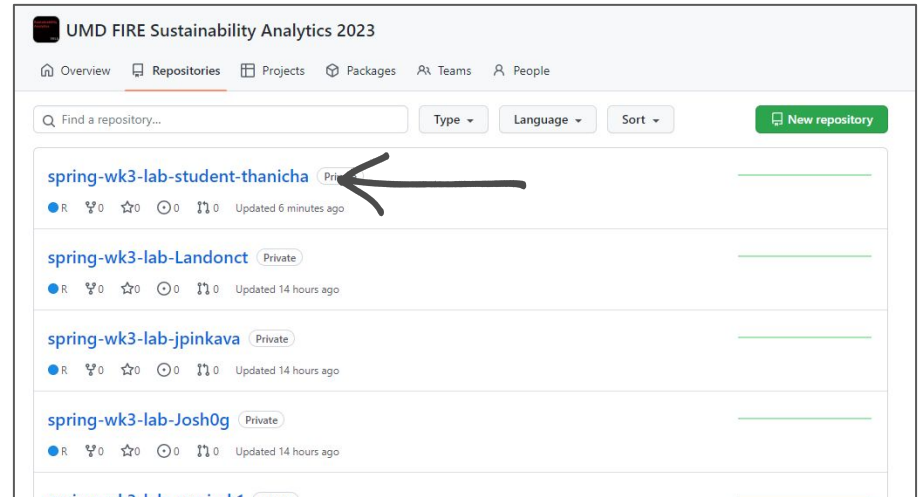 UMD FIRE Sustainability Analytics 2023
Overview Repositories Projects Packages Teams People
Find a repository... Type Language Sort New repository
spring-wk3-lab-student-thanicha
R 0 0 0 0 Updated 6 minutes ago
spring-wk3-lab-Landonct Private
R 0 0 0 0 Updated 14 hours ago
spring-wk3-lab-jpinkava Private
R 0 0 0 0 Updated 14 hours ago
spring-wk3-lab-Josh0g Private
R 0 0 0 0 Updated 14 hours ago